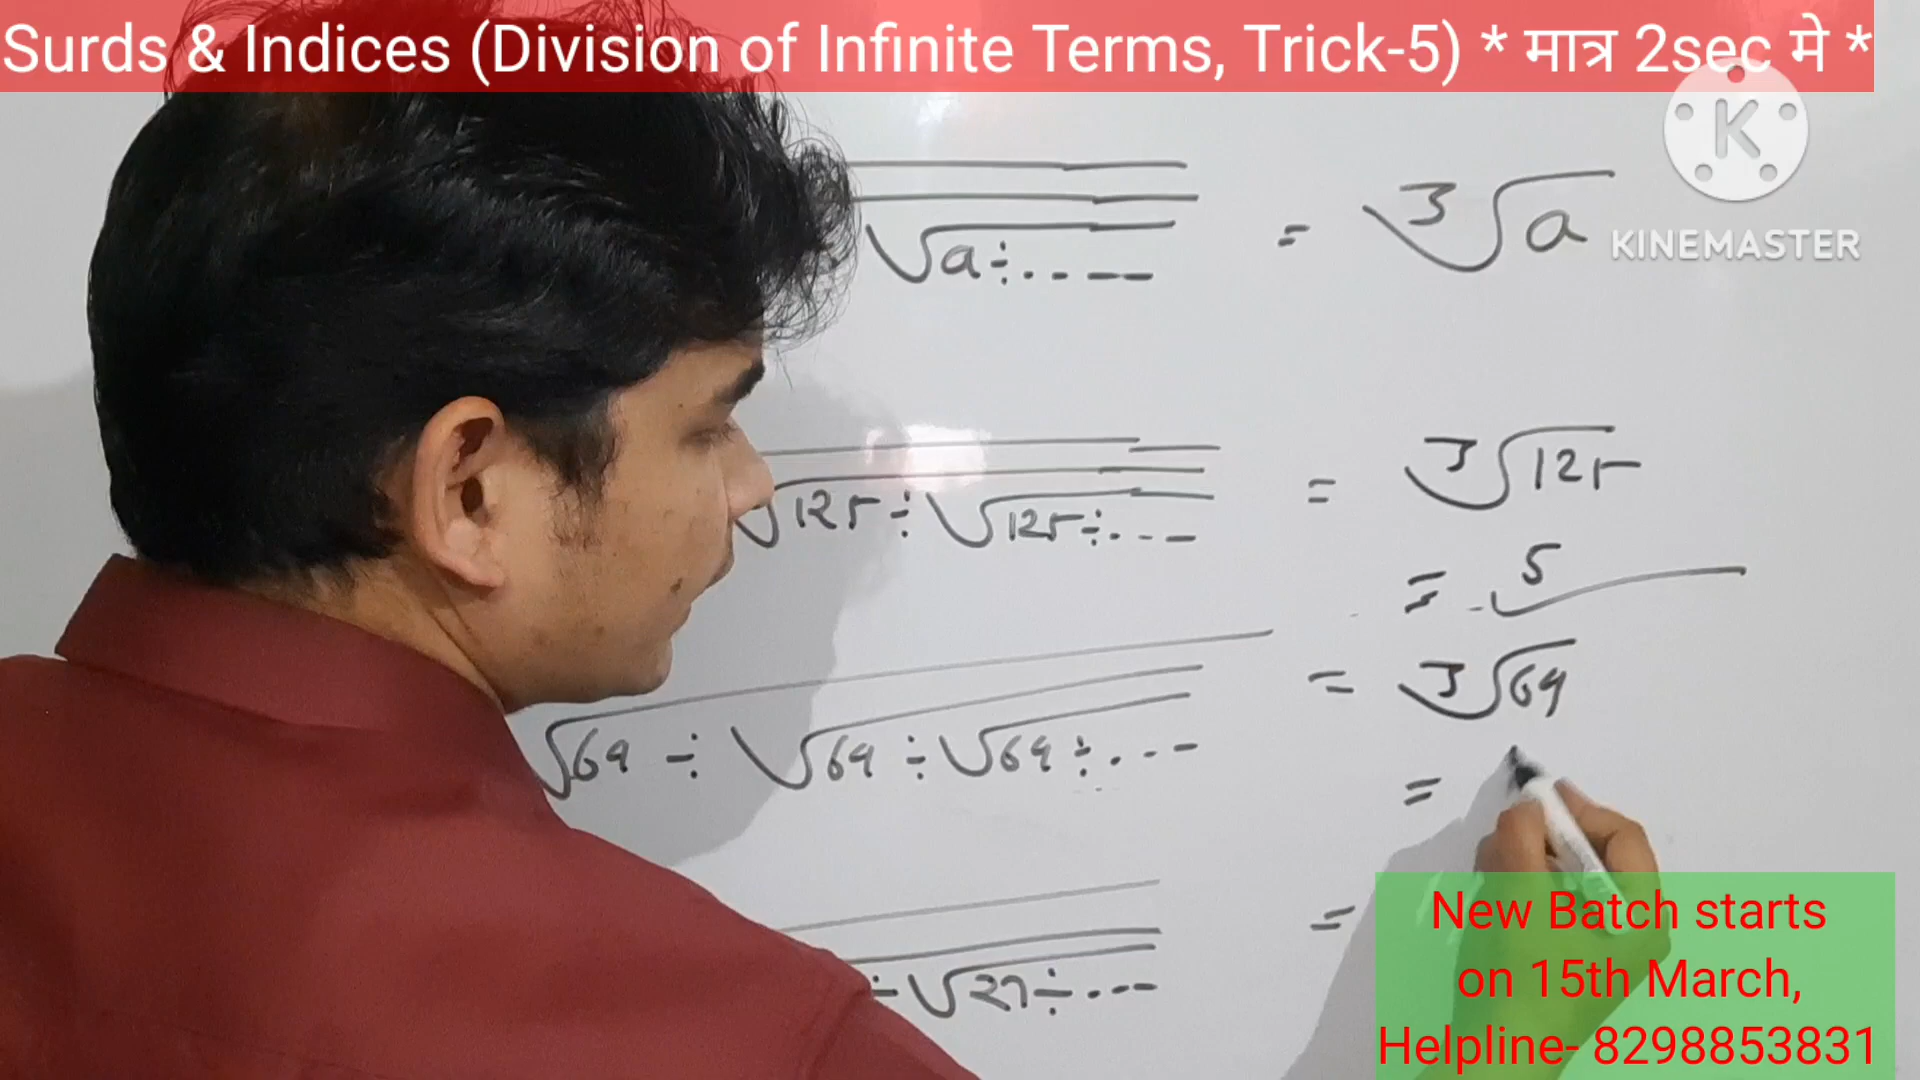 Surds & Indices (Division of Infinite Terms, Trick-5) * मात्र 2sec मे *
K
KINEMASTER
√a÷.--- = ³√a
√125÷√125÷.--- = ³√125
= 5
√64 ÷ √64 ÷ √64 ÷.--- = ³√64
=
÷√27÷.--- =
New Batch starts
on 15th March,
Helpline- 8298853831